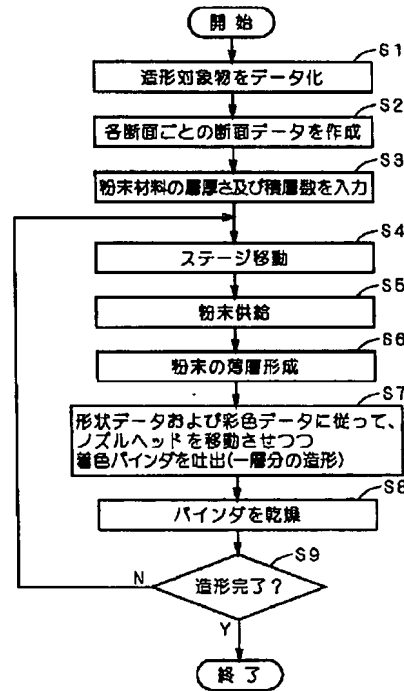 開始
S1
造形対象物をデータ化
S2
各断面ごとの断面データを作成
S3
粉末材料の層厚さ及び積層数を入力
S4
ステージ移動
S5
粉末供給
S6
粉末の薄層形成
S7
形状データおよび彩色データに従って、
ノズルヘッドを移動させつつ
着色バインダを吐出(一層分の造形)
S8
バインダを乾燥
S9
N
造形完了?
Y
終了